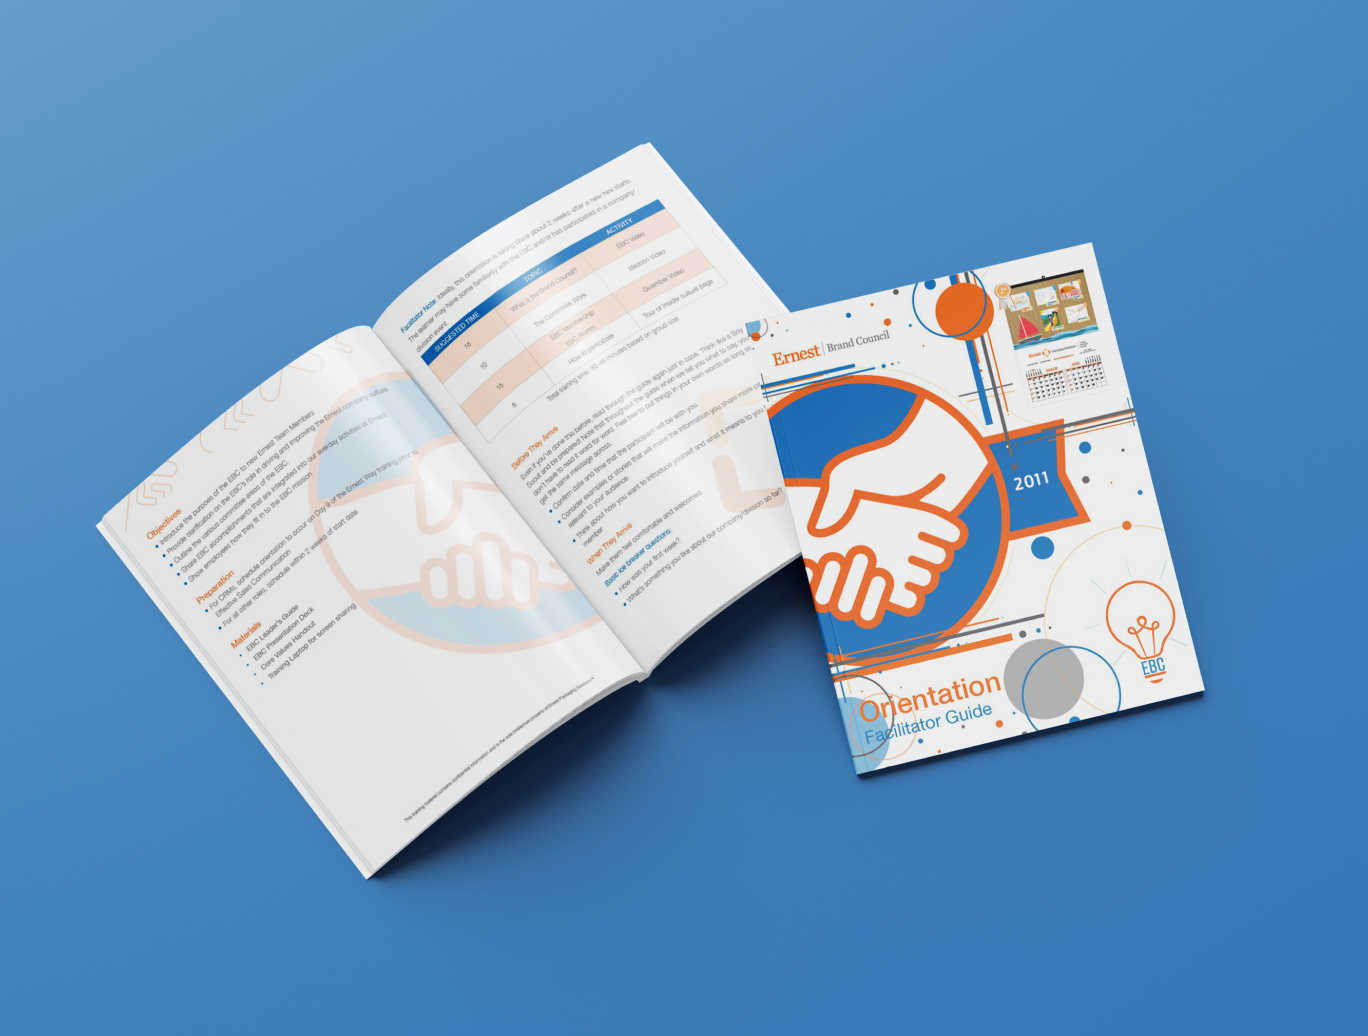 Objectives
Introduce the purposes of the EBC to new Ernest Team Members:
Provide clarification on the EBC's role in driving and improving the Ernest company culture
Outline the various committee areas of the EBC.
Share EBC accomplishments that are integrated into our everyday activities at Ernest.
Show employees how they fit in to the EBC mission
Preparation
For CRMs, schedule orientation to occur on Day 9 of the Ernest Way training prior to
Effective Sales Communication
For all other roles, schedule within 2 weeks of start date
Materials
EBC Leader's Guide
EBC Presentation Deck
Core Values Handout
Training Laptop for screen sharing
This training material contains confidential information and is the sole intellectual property of Ernest Packaging Solutions™
Facilitator Note: Ideally, this orientation is taking place about 2 weeks after a new hire starts.
The learner may have some familiarity with the EBC and/or has participated in a company/
division event
SUGGESTED TIME TOPIC ACTIVITY
15 What is the Brand Council? EBC Video
10 The Committee Work Ideason Video
15 EBC Membership
EBC Alumni Quarmber Video
5 How to participate Tour of Insider culture page
Total training time: 30-45 minutes based on group size
Before They Arrive
Even if you've done this before, read through the guide again just in case. Think like a Boy
Scout and be prepared! Note that throughout the guide when we tell you what to say, you
don't have to read it word for word. Feel free to put things in your own words as long as
get the same message across.
Confirm date and time that the participant will be with you.
Consider examples or stories that will make the information you share more
relevant to your audience.
Think about how you want to introduce yourself and what it means to you
member
When They Arrive
Make them feel comfortable and welcomed
Basic ice breaker questions:
How was your first week?
What's something you like about our company/division so far?
Ernest | Brand Council
2011
EBC
Orientation
Facilitator Guide